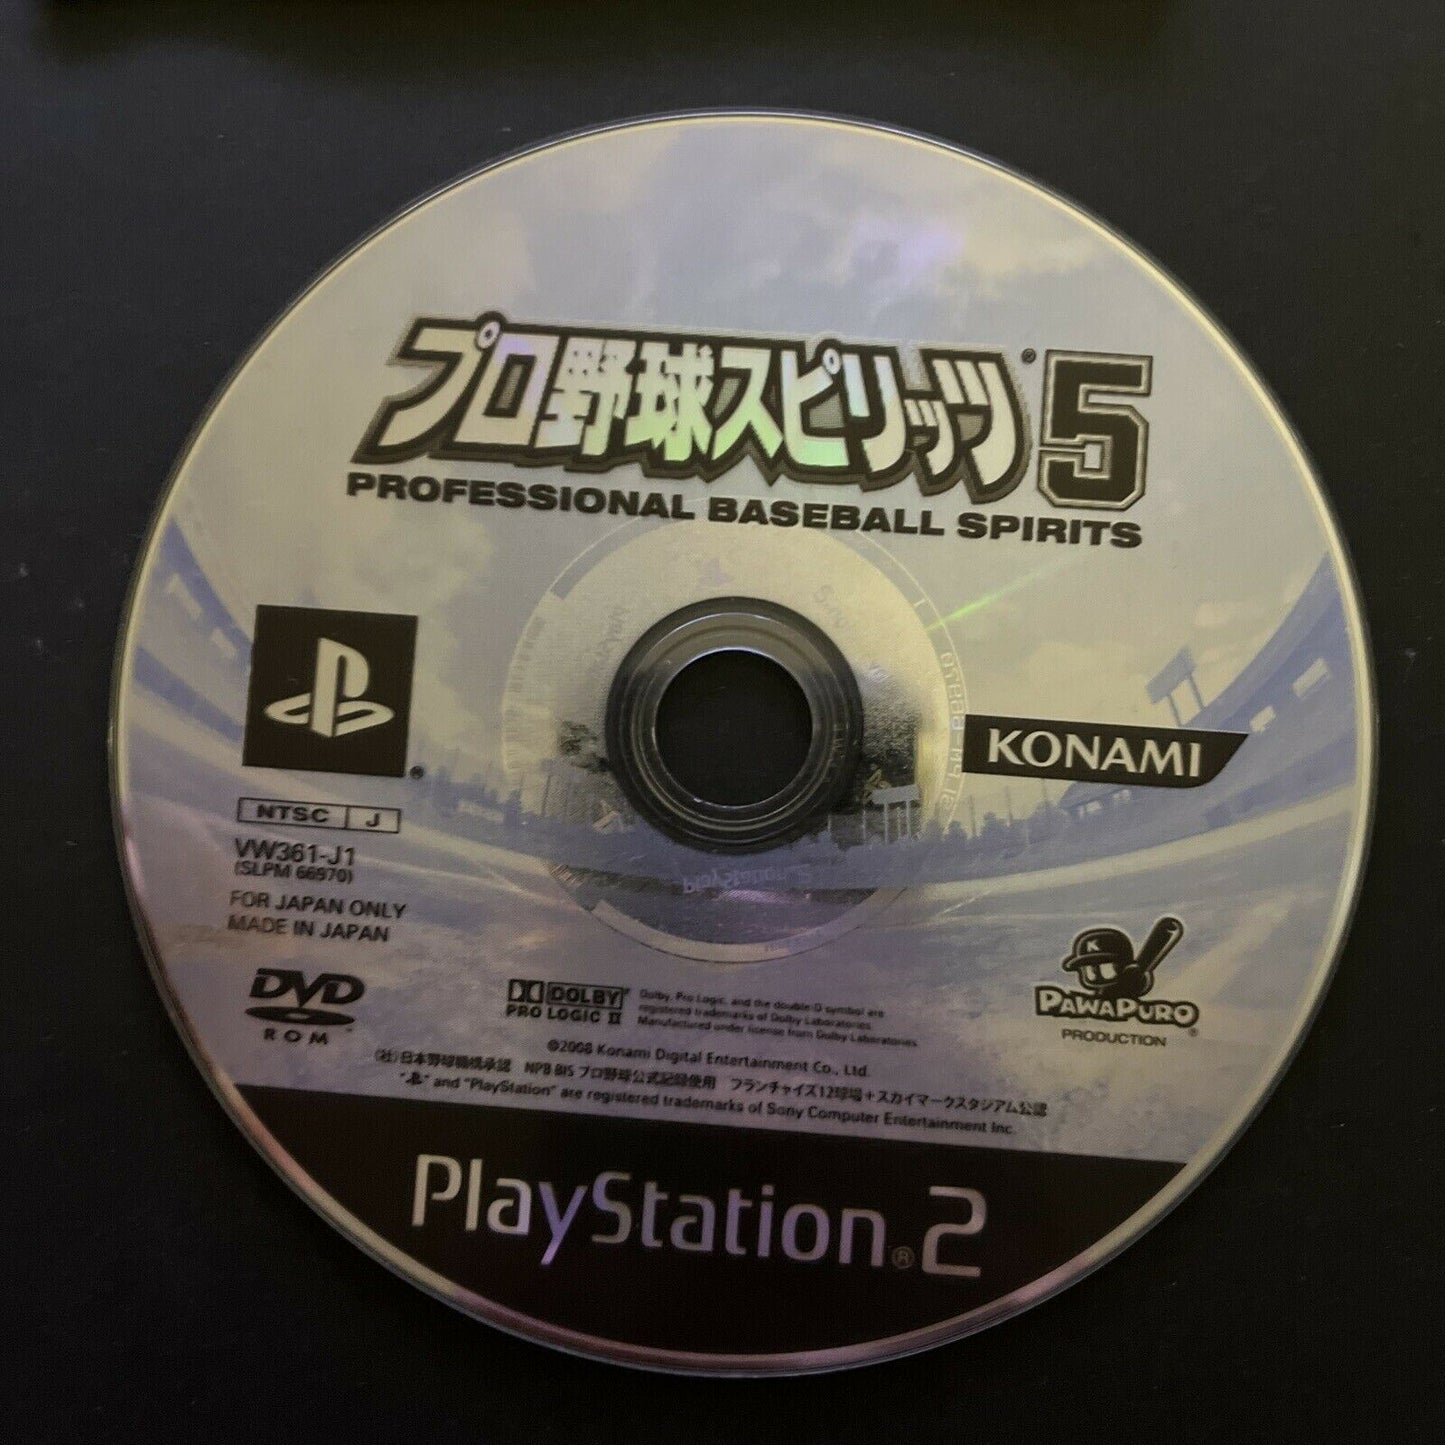 プロ野球スピリッツ® 5
PROFESSIONAL BASEBALL SPIRITS
KONAMI
NTSC J
VW361-J1
(SLPM 66970)
FOR JAPAN ONLY
MADE IN JAPAN
DVD
ROM
DOLBY
PRO LOGIC II
Dolby, Pro Logic, and the double-D symbol are
registered trademarks of Dolby Laboratories.
Manufactured under license from Dolby Laboratories.
K
PAWAPURO®
PRODUCTION
©2008 Konami Digital Entertainment Co., Ltd.
(社)日本野球機構承認 NPB BIS プロ野球公式記録使用 フランチャイズ12球場+スカイマークスタジアム公認
" " and "PlayStation" are registered trademarks of Sony Computer Entertainment Inc.
PlayStation®2